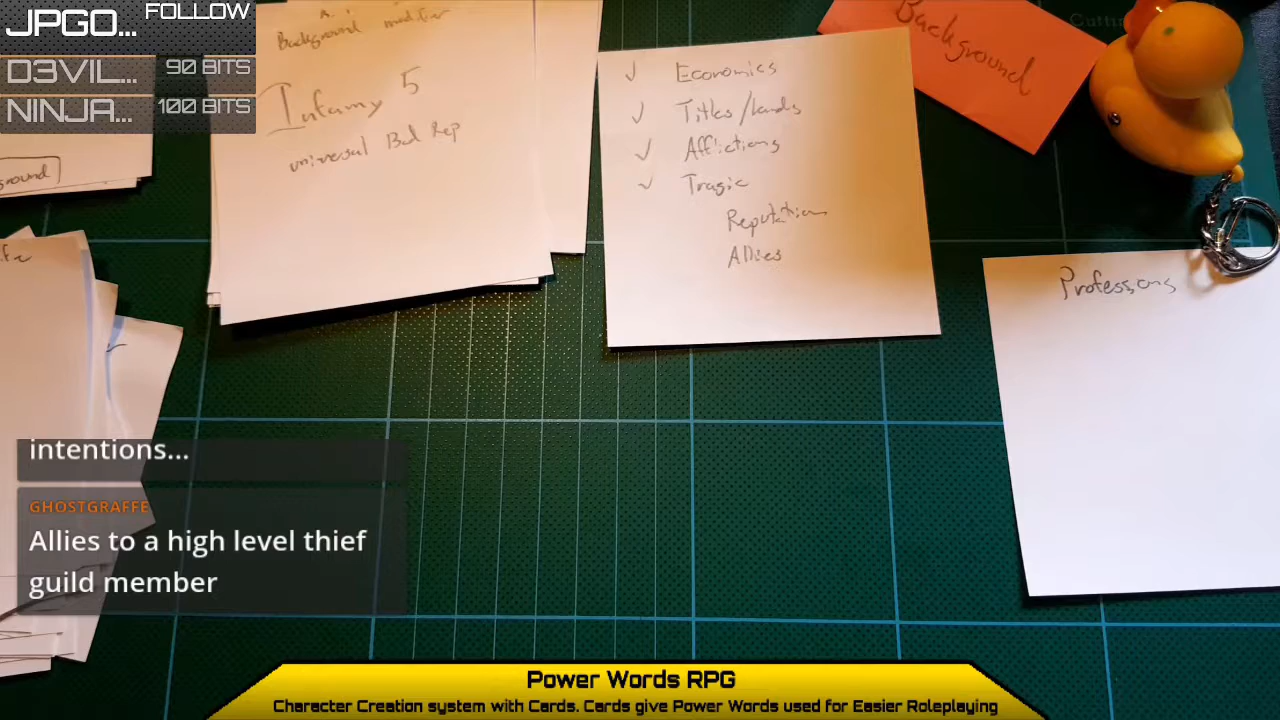 JPGO... FOLLOW
D3VIL... 90 BITS
NINJA... 100 BITS
Background modifier
Infamy 5
universal Bad Rep
✓ Economics
✓ Titles/lands
✓ Afflictions
✓ Tragic
Reputation
Allies
Background
Professons
intentions...
GHOSTGRAFFE
Allies to a high level thief
guild member
Power Words RPG
Character Creation system with Cards. Cards give Power Words used for Easier Roleplaying